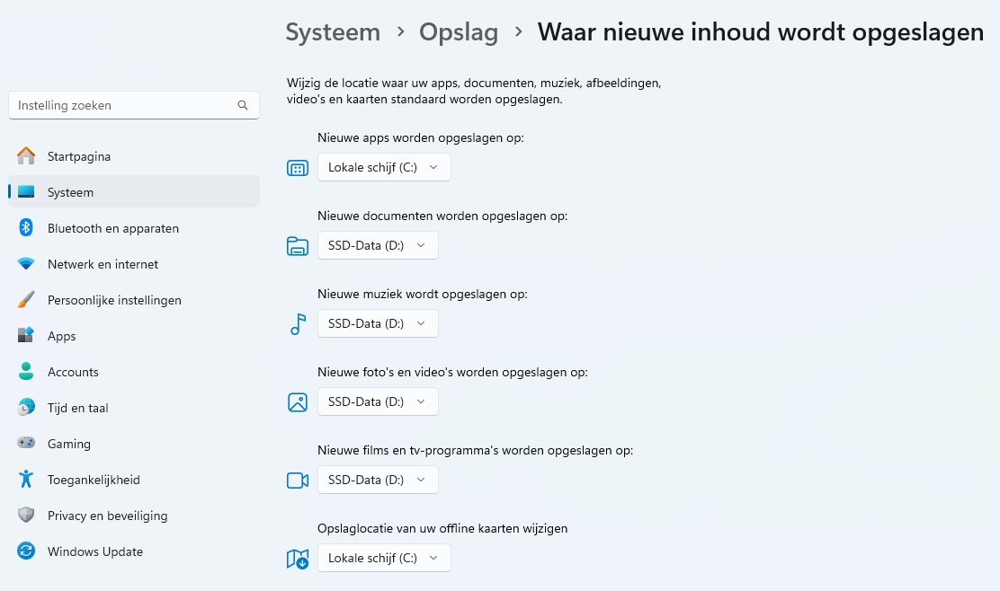 Systeem > Opslag > Waar nieuwe inhoud wordt opgeslagen
Instelling zoeken
Startpagina
Systeem
Bluetooth en apparaten
Netwerk en internet
Persoonlijke instellingen
Apps
Accounts
Tijd en taal
Gaming
Toegankelijkheid
Privacy en beveiliging
Windows Update
Wijzig de locatie waar uw apps, documenten, muziek, afbeeldingen,
video's en kaarten standaard worden opgeslagen.
Nieuwe apps worden opgeslagen op:
Lokale schijf (C:)
Nieuwe documenten worden opgeslagen op:
SSD-Data (D:)
Nieuwe muziek wordt opgeslagen op:
SSD-Data (D:)
Nieuwe foto's en video's worden opgeslagen op:
SSD-Data (D:)
Nieuwe films en tv-programma's worden opgeslagen op:
SSD-Data (D:)
Opslaglocatie van uw offline kaarten wijzigen
Lokale schijf (C:)